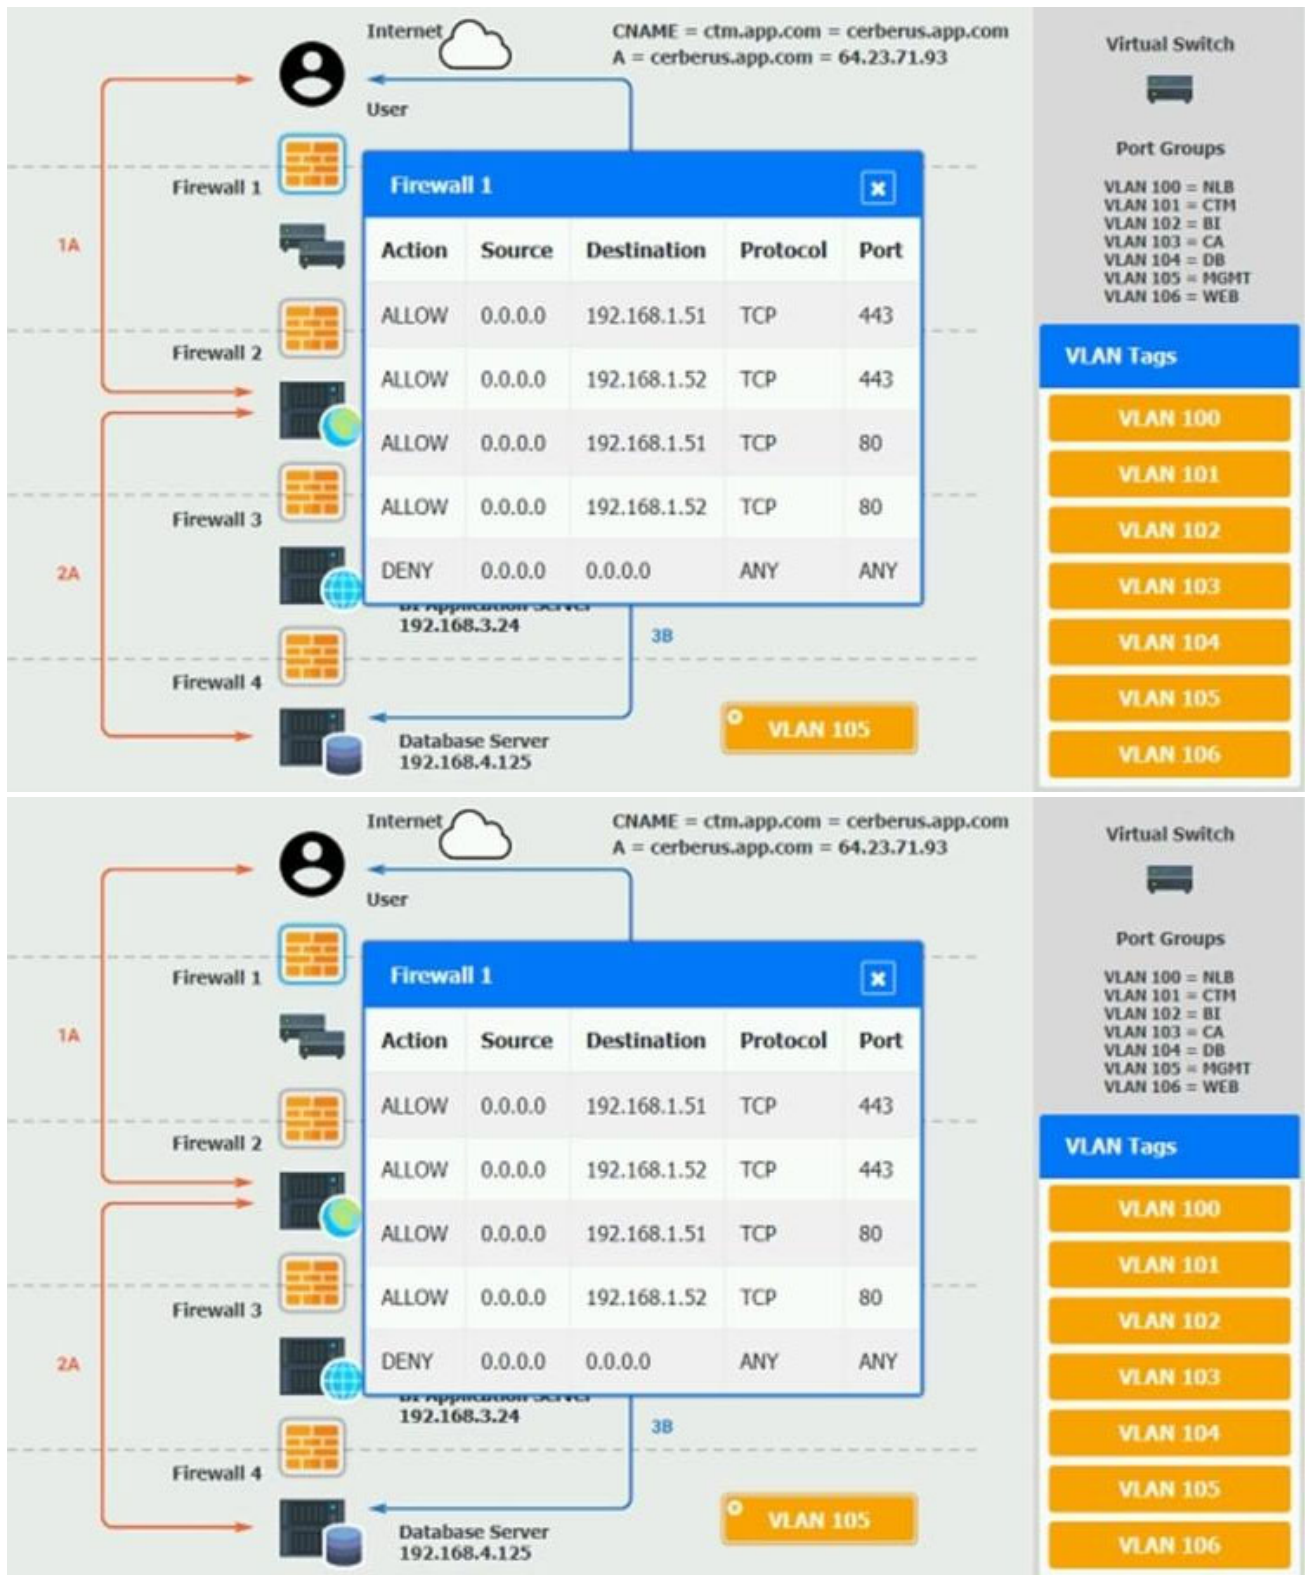 Internet
CNAME = ctm.app.com = cerberus.app.com
A = cerberus.app.com = 64.23.71.93
User
Firewall 1
1A
Firewall 2
Firewall 3
2A
Firewall 4
Firewall 1
Action Source Destination Protocol Port
ALLOW 0.0.0.0 192.168.1.51 TCP 443
ALLOW 0.0.0.0 192.168.1.52 TCP 443
ALLOW 0.0.0.0 192.168.1.51 TCP 80
ALLOW 0.0.0.0 192.168.1.52 TCP 80
DENY 0.0.0.0 0.0.0.0 ANY ANY
BI Application Server
192.168.3.24
3B
VLAN 105
Database Server
192.168.4.125
Virtual Switch
Port Groups
VLAN 100 = NLB
VLAN 101 = CTM
VLAN 102 = BI
VLAN 103 = CA
VLAN 104 = DB
VLAN 105 = MGMT
VLAN 106 = WEB
VLAN Tags
VLAN 100
VLAN 101
VLAN 102
VLAN 103
VLAN 104
VLAN 105
VLAN 106
Internet
CNAME = ctm.app.com = cerberus.app.com
A = cerberus.app.com = 64.23.71.93
User
Firewall 1
1A
Firewall 2
Firewall 3
2A
Firewall 4
Firewall 1
Action Source Destination Protocol Port
ALLOW 0.0.0.0 192.168.1.51 TCP 443
ALLOW 0.0.0.0 192.168.1.52 TCP 443
ALLOW 0.0.0.0 192.168.1.51 TCP 80
ALLOW 0.0.0.0 192.168.1.52 TCP 80
DENY 0.0.0.0 0.0.0.0 ANY ANY
BI Application Server
192.168.3.24
3B
VLAN 105
Database Server
192.168.4.125
Virtual Switch
Port Groups
VLAN 100 = NLB
VLAN 101 = CTM
VLAN 102 = BI
VLAN 103 = CA
VLAN 104 = DB
VLAN 105 = MGMT
VLAN 106 = WEB
VLAN Tags
VLAN 100
VLAN 101
VLAN 102
VLAN 103
VLAN 104
VLAN 105
VLAN 106